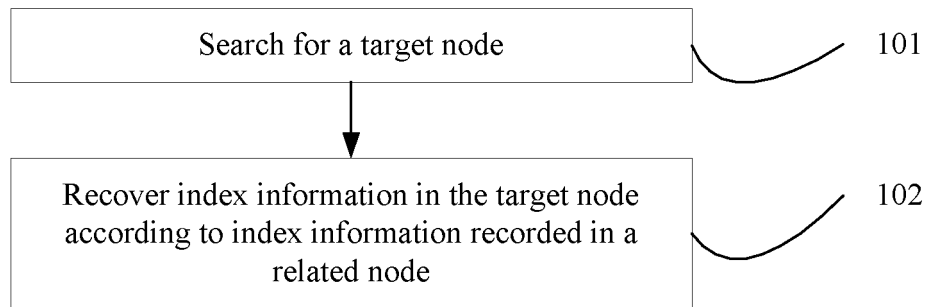 Search for a target node
101
Recover index information in the target node
according to index information recorded in a
related node
102